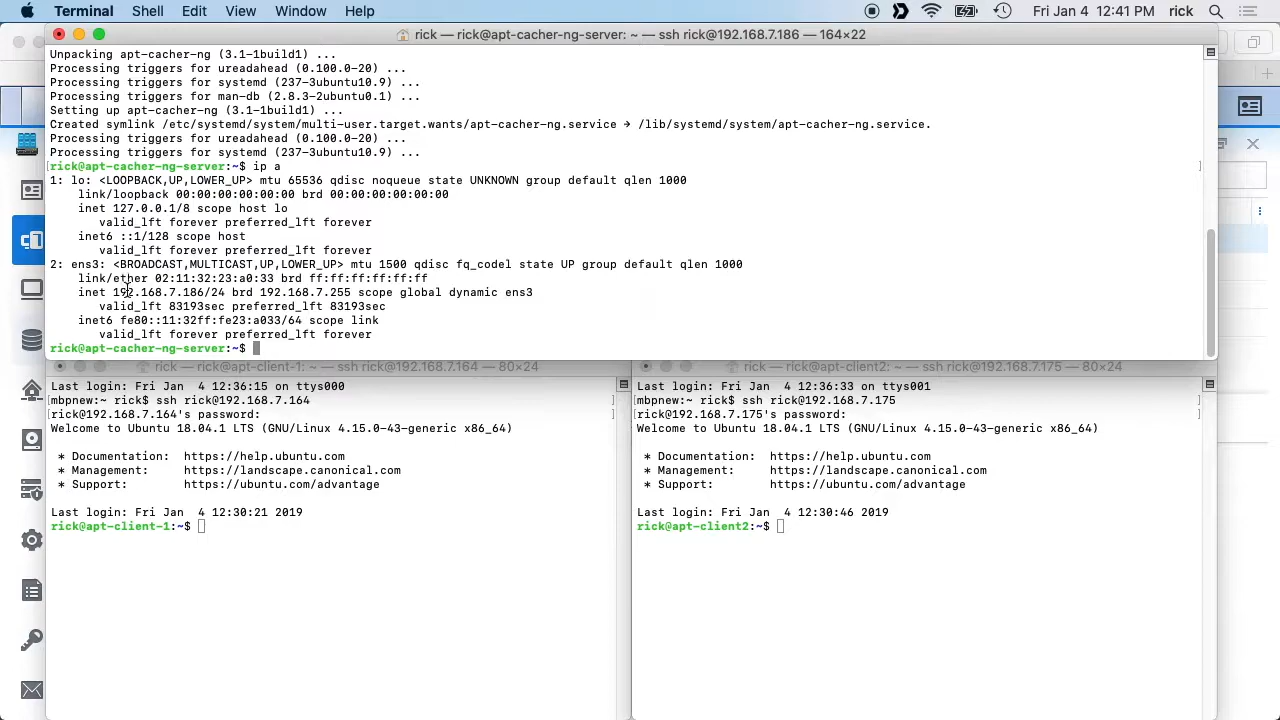 Terminal Shell Edit View Window Help Fri Jan 4 12:41 PM rick
rick — rick@apt-cacher-ng-server: ~ — ssh rick@192.168.7.186 — 164×22
Unpacking apt-cacher-ng (3.1-1build1) ...
Processing triggers for ureadahead (0.100.0-20) ...
Processing triggers for systemd (237-3ubuntu10.9) ...
Processing triggers for man-db (2.8.3-2ubuntu0.1) ...
Setting up apt-cacher-ng (3.1-1build1) ...
Created symlink /etc/systemd/system/multi-user.target.wants/apt-cacher-ng.service → /lib/systemd/system/apt-cacher-ng.service.
Processing triggers for ureadahead (0.100.0-20) ...
Processing triggers for systemd (237-3ubuntu10.9) ...
[rick@apt-cacher-ng-server:~$ ip a ]
1: lo: <LOOPBACK,UP,LOWER_UP> mtu 65536 qdisc noqueue state UNKNOWN group default qlen 1000
link/loopback 00:00:00:00:00:00 brd 00:00:00:00:00:00
inet 127.0.0.1/8 scope host lo
valid_lft forever preferred_lft forever
inet6 ::1/128 scope host
valid_lft forever preferred_lft forever
2: ens3: <BROADCAST,MULTICAST,UP,LOWER_UP> mtu 1500 qdisc fq_codel state UP group default qlen 1000
link/ether 02:11:32:23:a0:33 brd ff:ff:ff:ff:ff:ff
inet 192.168.7.186/24 brd 192.168.7.255 scope global dynamic ens3
valid_lft 83193sec preferred_lft 83193sec
inet6 fe80::11:32ff:fe23:a033/64 scope link
valid_lft forever preferred_lft forever
rick@apt-cacher-ng-server:~$
rick — rick@apt-client-1: ~ — ssh rick@192.168.7.164 — 80×24
Last login: Fri Jan 4 12:36:15 on ttys000
[mbpnew:~ rick$ ssh rick@192.168.7.164 ]
[rick@192.168.7.164's password: ]
Welcome to Ubuntu 18.04.1 LTS (GNU/Linux 4.15.0-43-generic x86_64)
* Documentation: https://help.ubuntu.com
* Management: https://landscape.canonical.com
* Support: https://ubuntu.com/advantage
Last login: Fri Jan 4 12:30:21 2019
rick@apt-client-1:~$
rick — rick@apt-client2: ~ — ssh rick@192.168.7.175 — 80×24
Last login: Fri Jan 4 12:36:33 on ttys001
[mbpnew:~ rick$ ssh rick@192.168.7.175 ]
[rick@192.168.7.175's password: ]
Welcome to Ubuntu 18.04.1 LTS (GNU/Linux 4.15.0-43-generic x86_64)
* Documentation: https://help.ubuntu.com
* Management: https://landscape.canonical.com
* Support: https://ubuntu.com/advantage
Last login: Fri Jan 4 12:30:46 2019
rick@apt-client2:~$